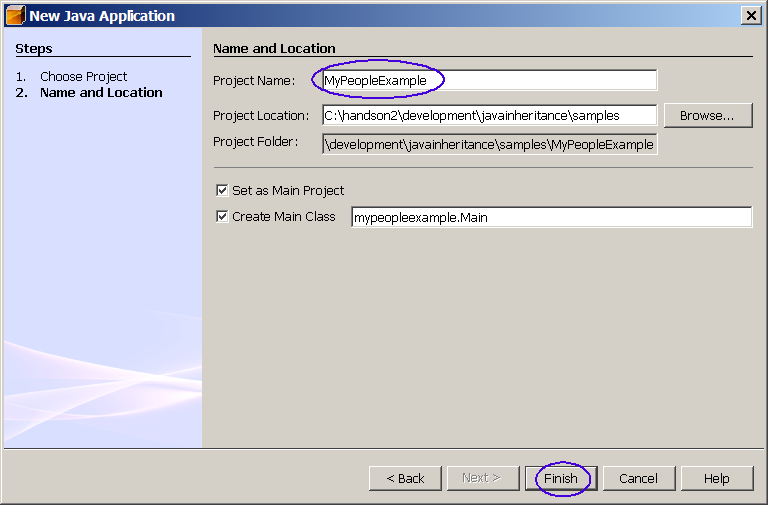 New Java Application
Steps
1. Choose Project
2. Name and Location
Name and Location
Project Name: MyPeopleExample
Project Location: C:\handson2\development\javainheritance\samples Browse...
Project Folder: \development\javainheritance\samples\MyPeopleExample
Set as Main Project
Create Main Class mypeopleexample.Main
< Back Next > Finish Cancel Help